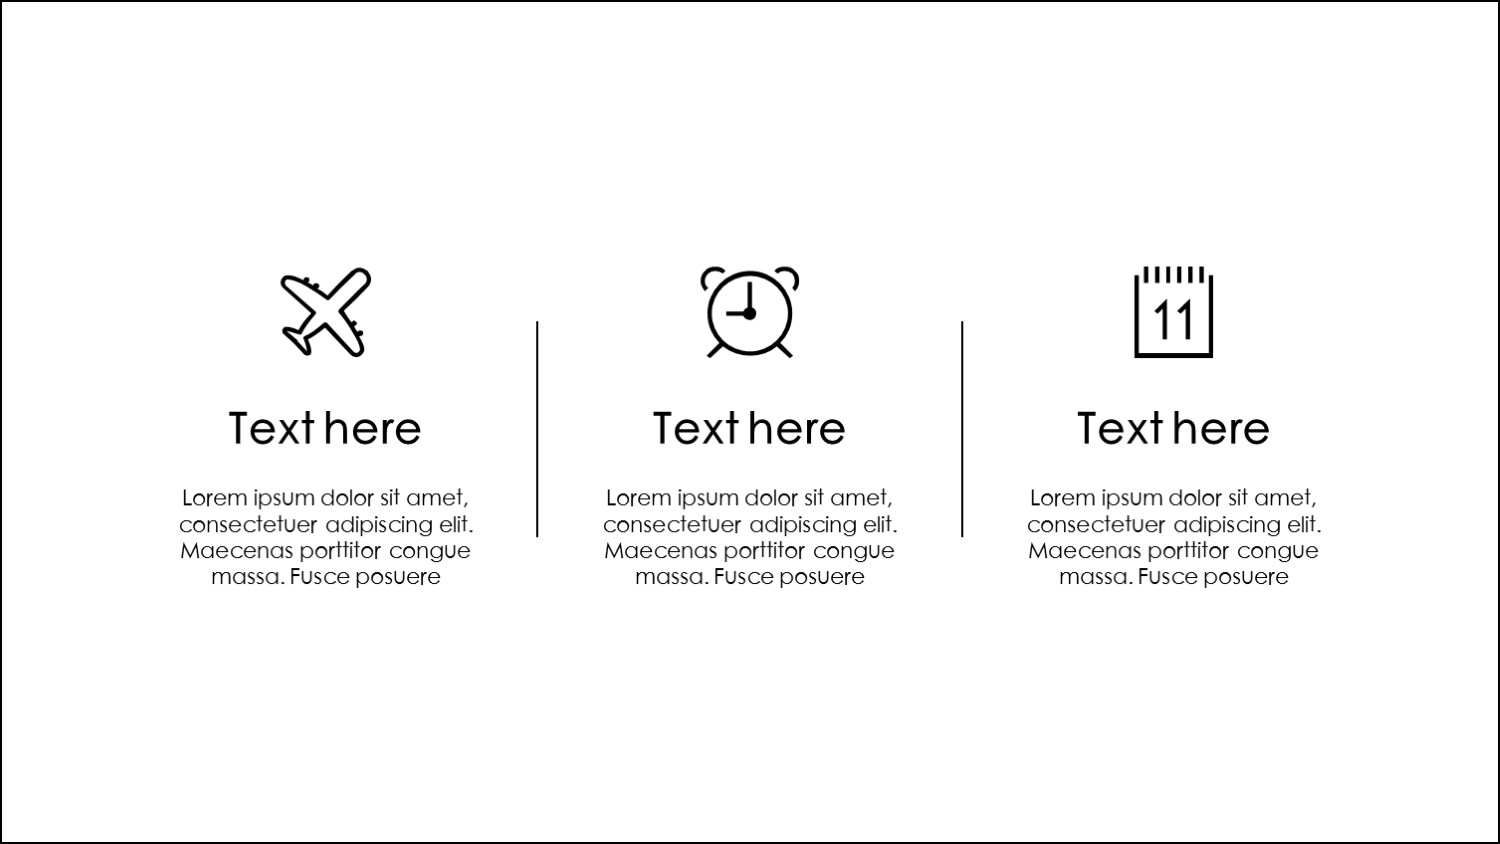 11
Text here
Lorem ipsum dolor sit amet,
consectetuer adipiscing elit.
Maecenas porttitor congue
massa. Fusce posuere
Text here
Lorem ipsum dolor sit amet,
consectetuer adipiscing elit.
Maecenas porttitor congue
massa. Fusce posuere
Text here
Lorem ipsum dolor sit amet,
consectetuer adipiscing elit.
Maecenas porttitor congue
massa. Fusce posuere